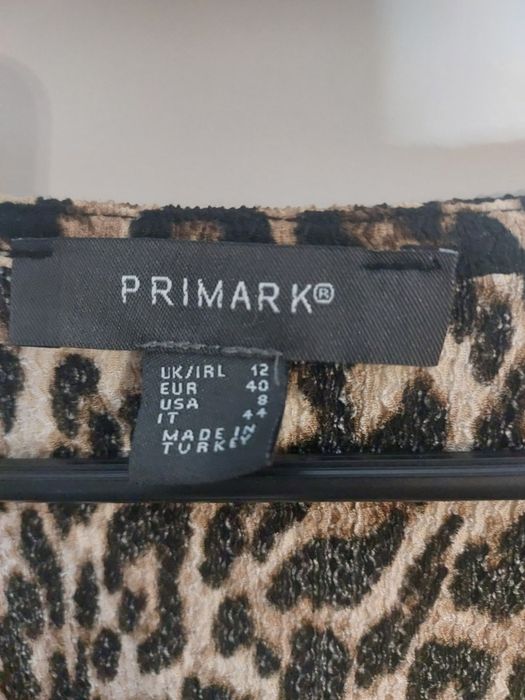 PRIMARK®
UK/IRL 12
EUR 40
USA 8
IT 44
MADE IN
TURKEY